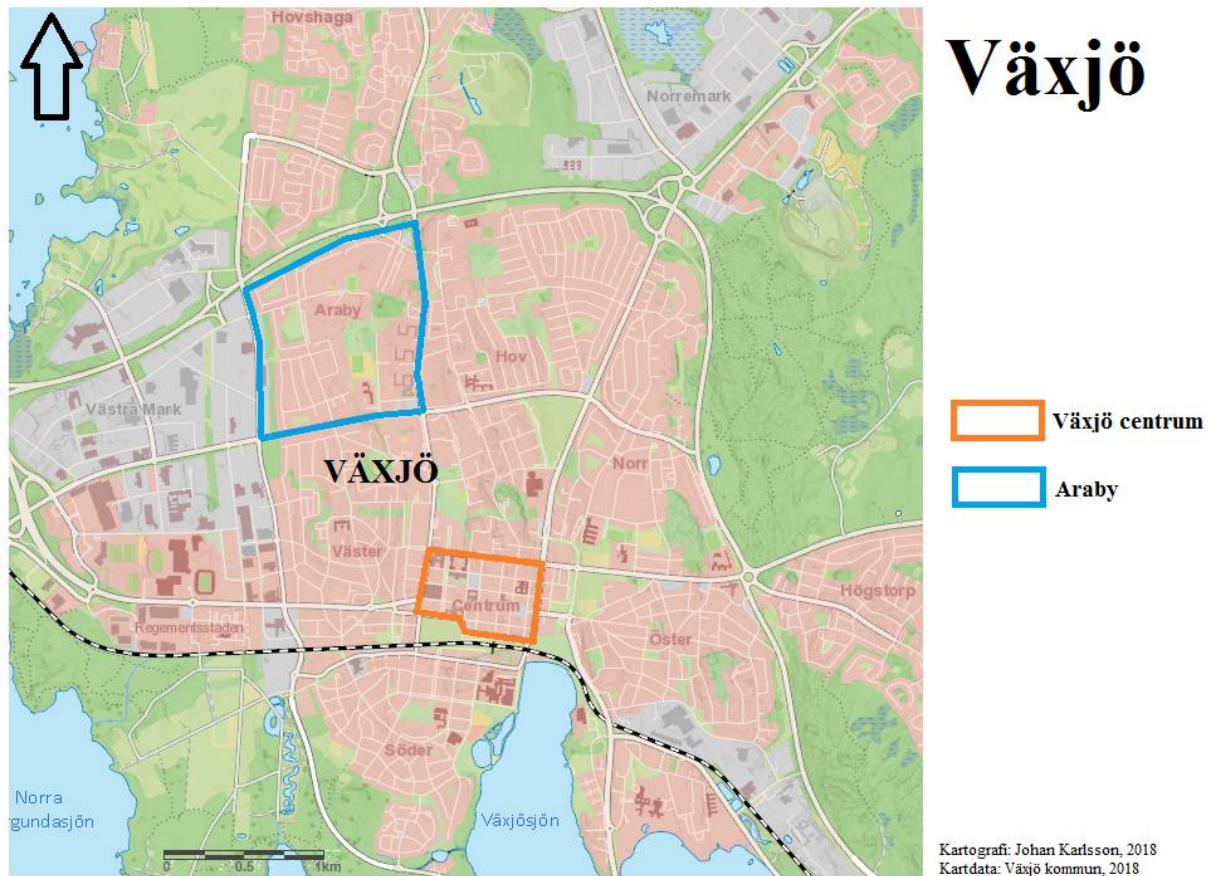 Växjö
Hovshaga
Norremark
Araby
Hov
Västra Mark
VÄXJÖ
Norr
Väster
Centrum
Högstorp
Regementsstaden
Öster
Söder
Norra
rgundasjön
Växjösjön
0 0.5 1km
Växjö centrum
Araby
Kartografi: Johan Karlsson, 2018
Kartdata: Växjö kommun, 2018